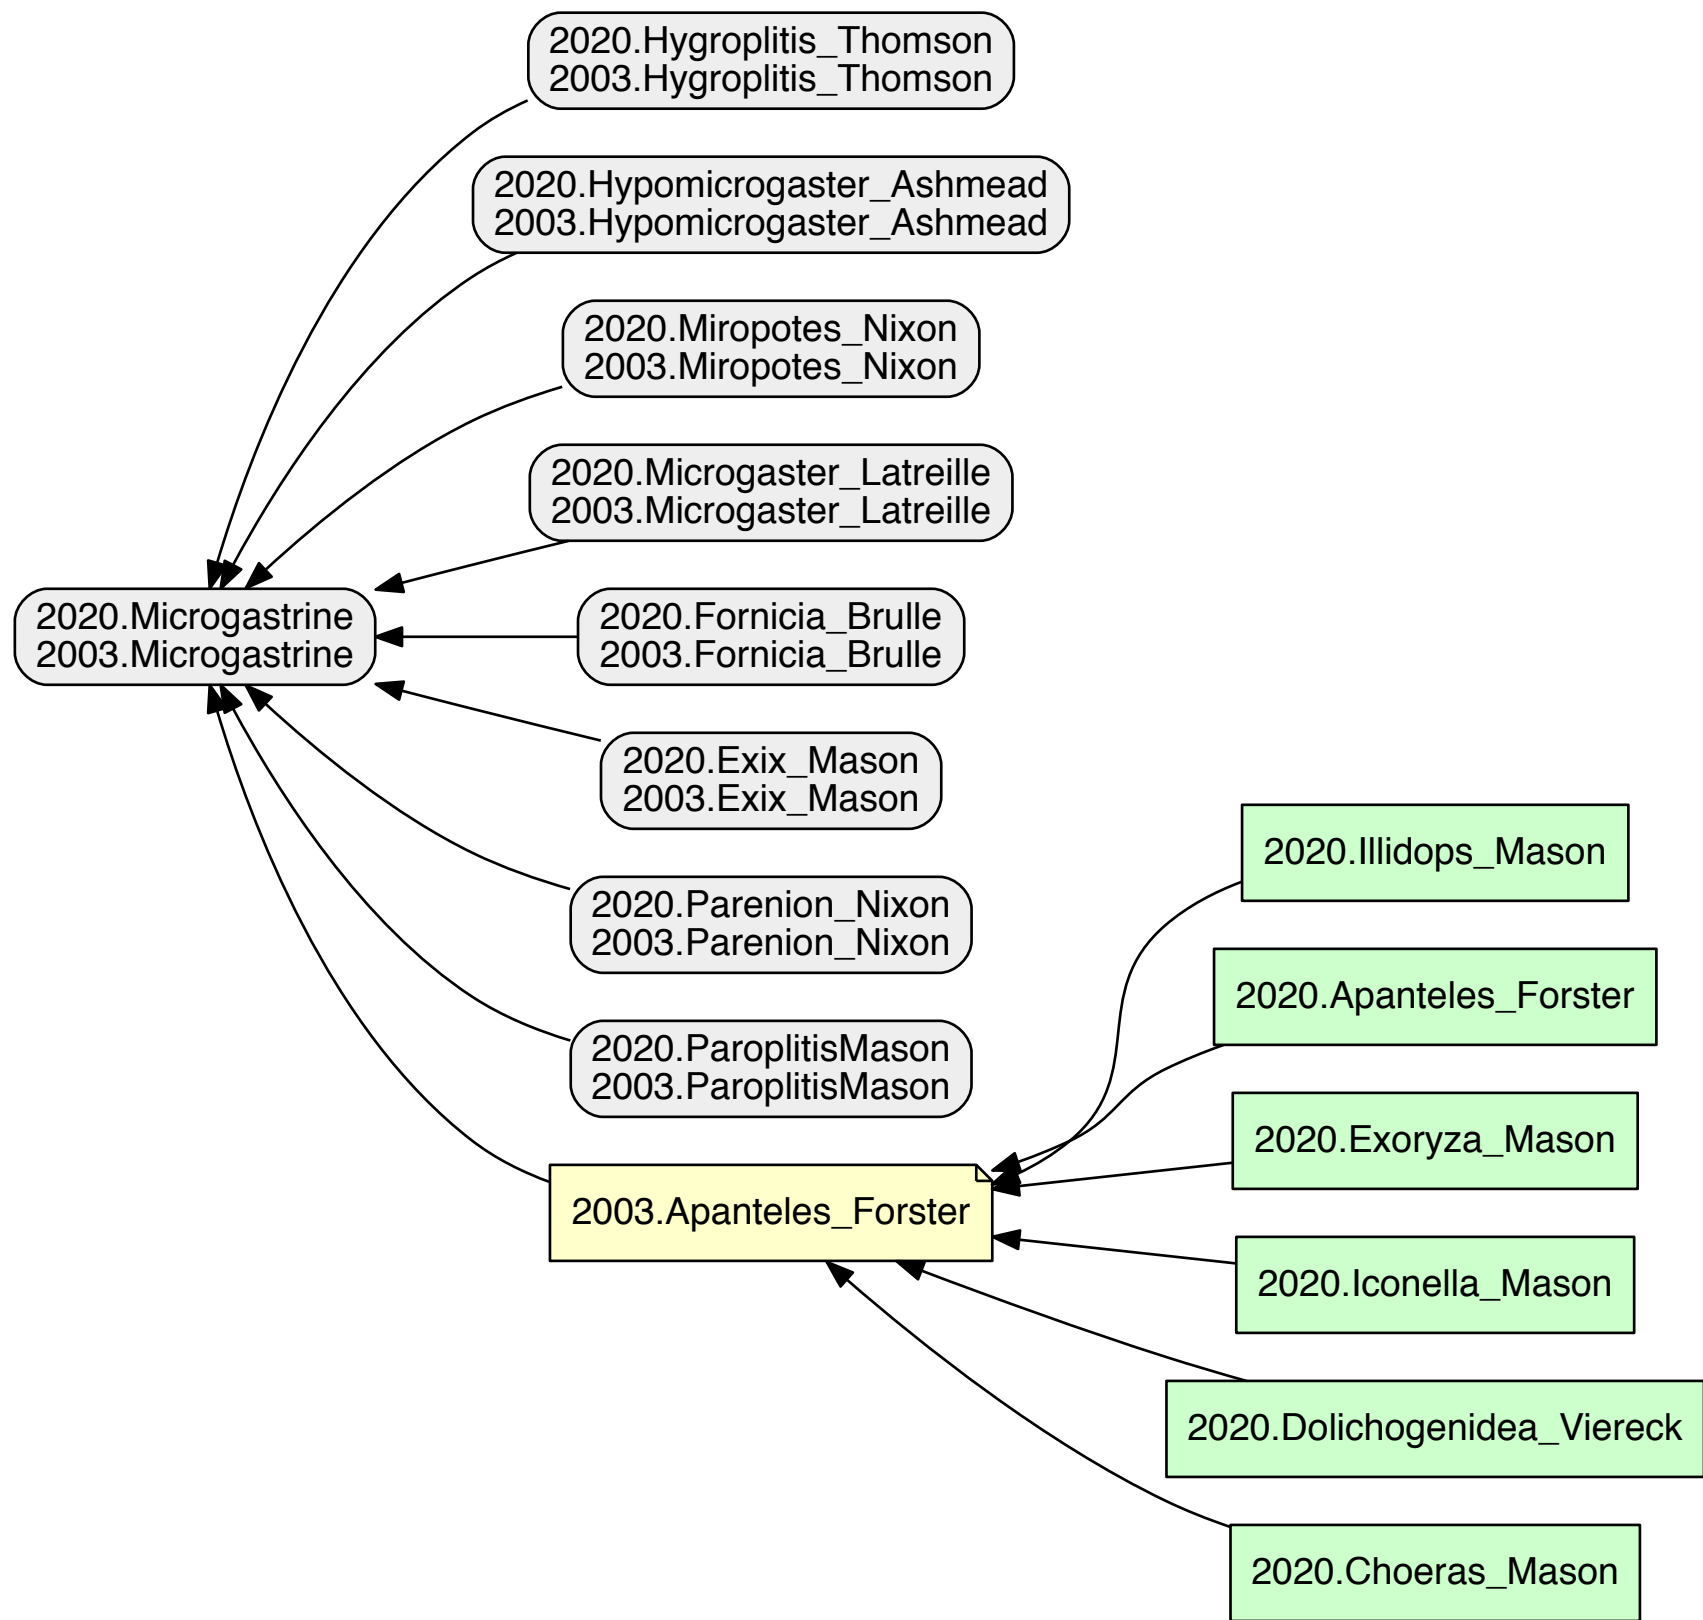 2020.Hygroplitis_Thomson
2003.Hygroplitis_Thomson
2020.Hypomicrogaster_Ashmead
2003.Hypomicrogaster_Ashmead
2020.Miropotes_Nixon
2003.Miropotes_Nixon
2020.Microgaster_Latreille
2003.Microgaster_Latreille
2020.Microgastrine
2003.Microgastrine
2020.Fornicia_Brulle
2003.Fornicia_Brulle
2020.Exix_Mason
2003.Exix_Mason
2020.Parenion_Nixon
2003.Parenion_Nixon
2020.ParoplitisMason
2003.ParoplitisMason
2003.Apanteles_Forster
2020.Illidops_Mason
2020.Apanteles_Forster
2020.Exoryza_Mason
2020.Iconella_Mason
2020.Dolichogenidea_Viereck
2020.Choeras_Mason